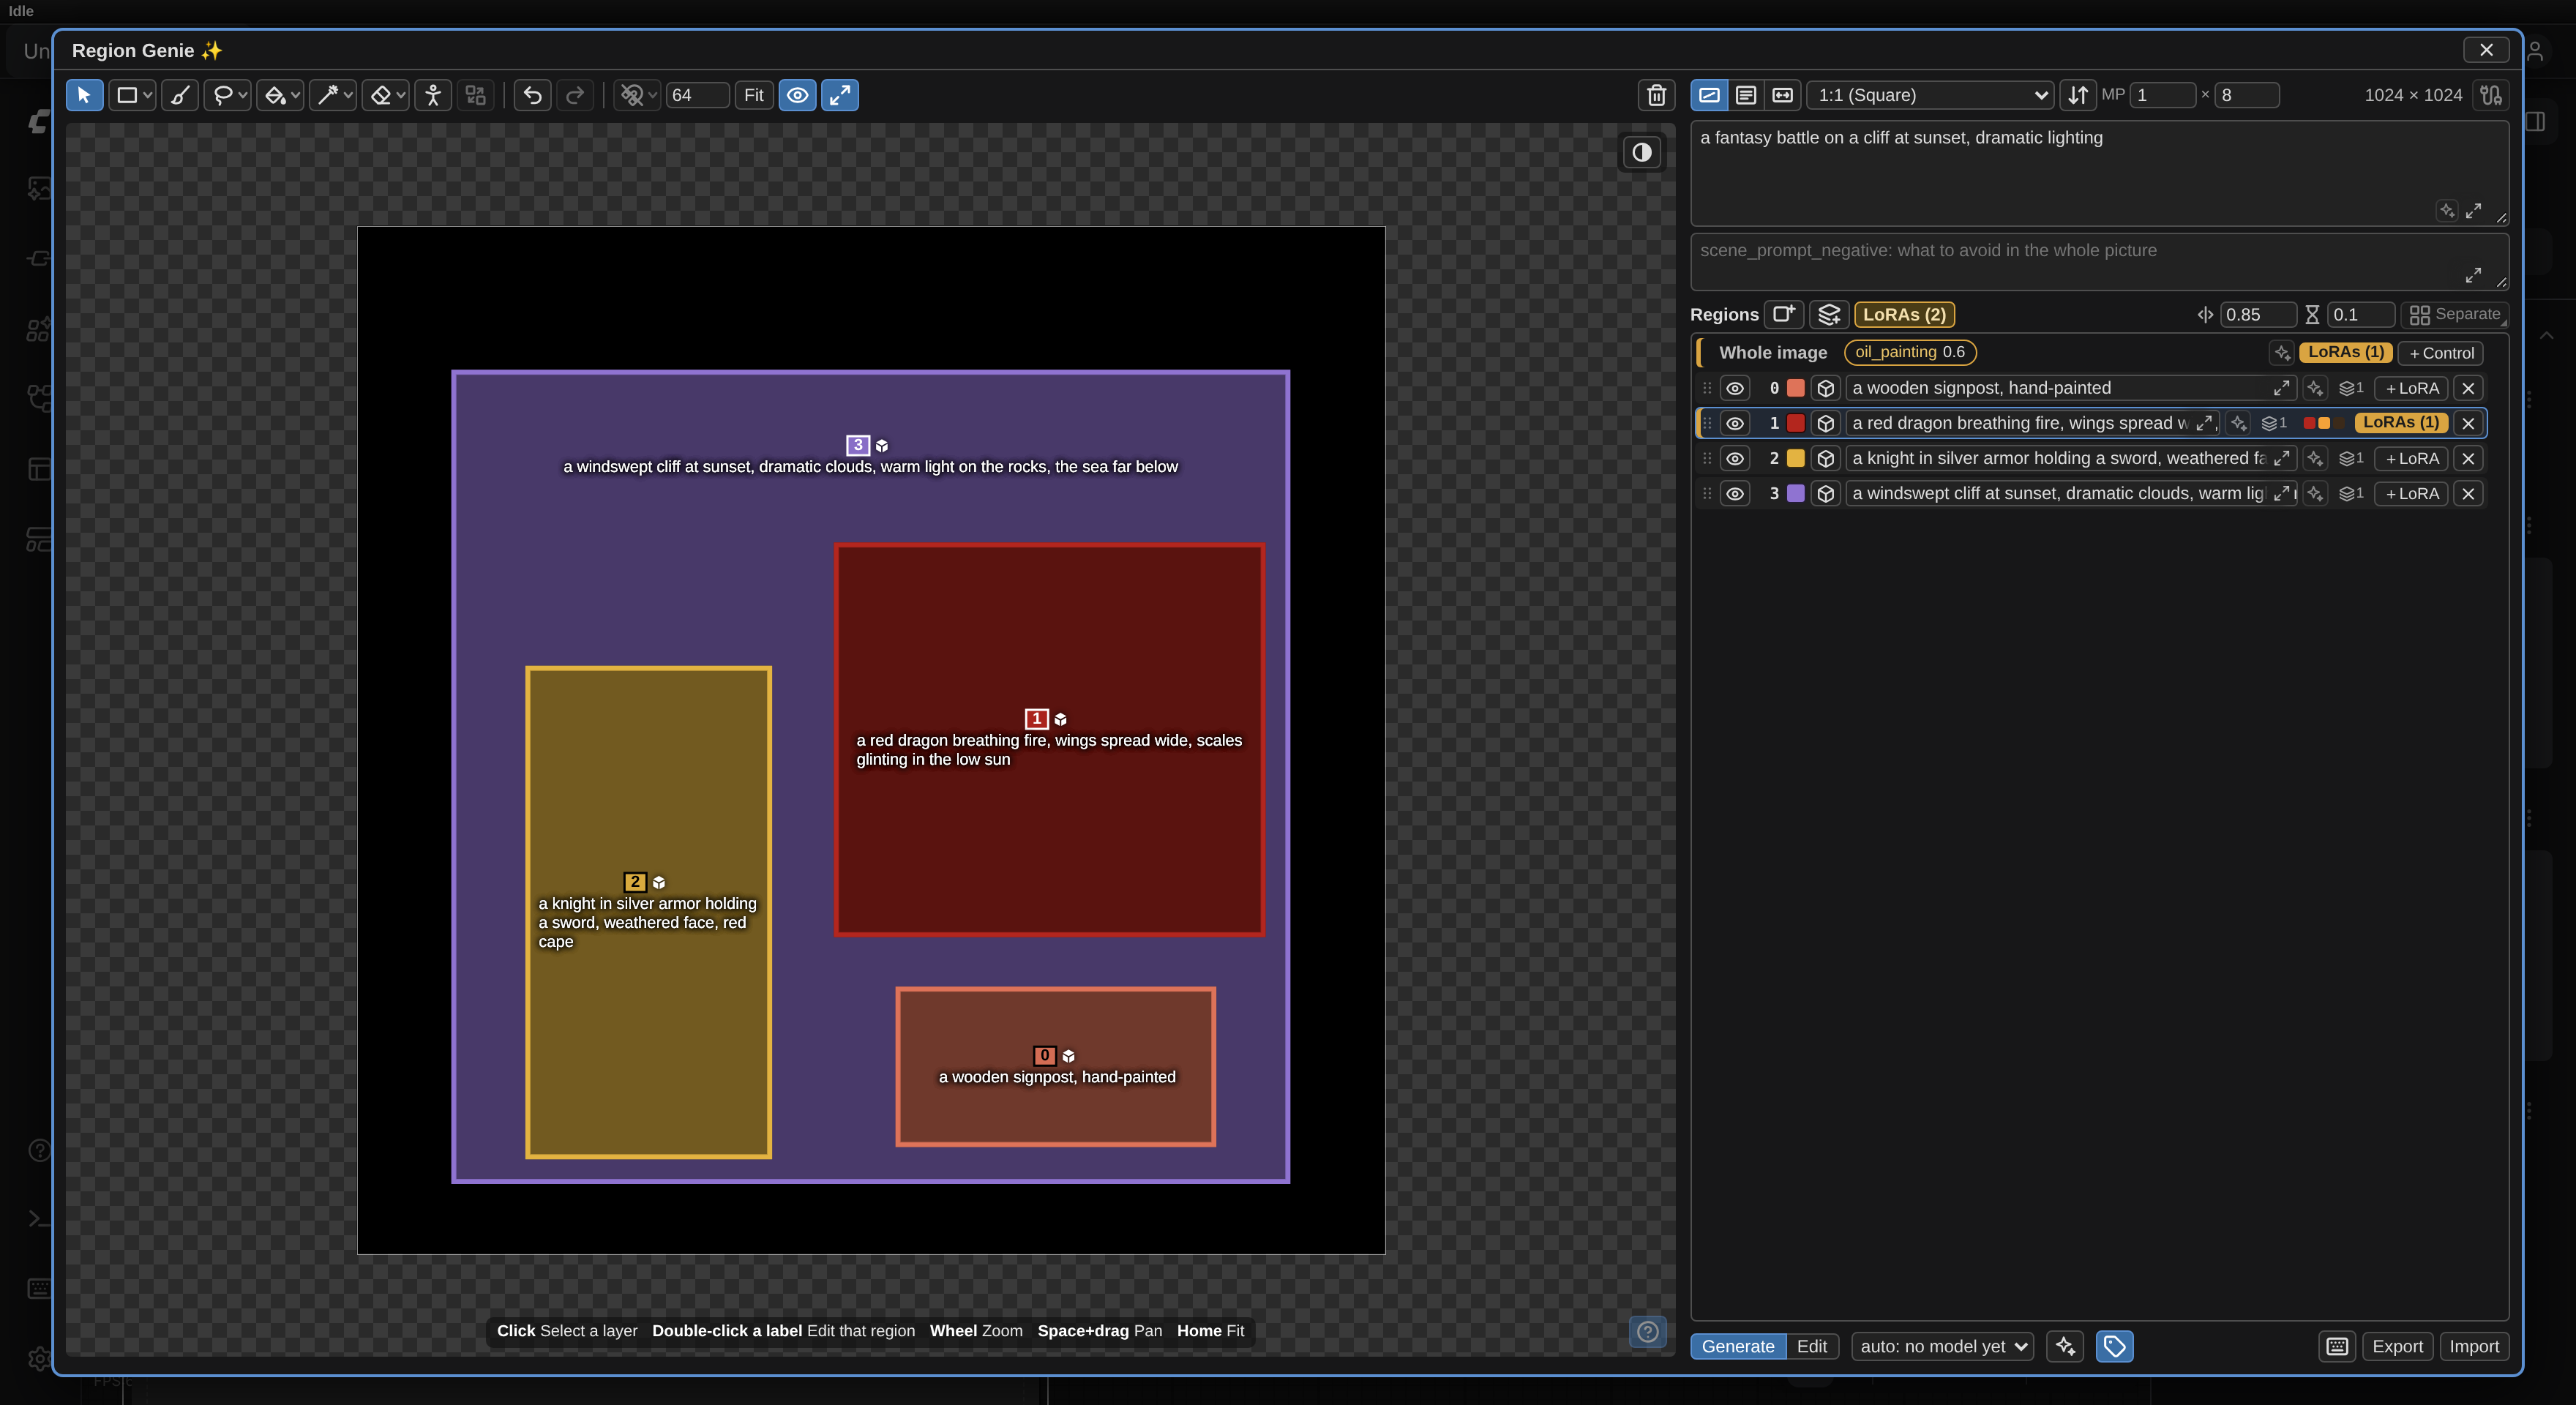 Idle
Region Genie ✨
64
Fit
1:1 (Square)
MP 1 × 8
1024 × 1024
a fantasy battle on a cliff at sunset, dramatic lighting
scene_prompt_negative: what to avoid in the whole picture
Regions
LoRAs (2)
0.85
0.1
Separate
Whole image
oil_painting 0.6
LoRAs (1)
+ Control
0
a wooden signpost, hand-painted
1
+ LoRA
1
a red dragon breathing fire, wings spread w
1
LoRAs (1)
2
a knight in silver armor holding a sword, weathered fa
1
+ LoRA
3
a windswept cliff at sunset, dramatic clouds, warm lig
1
+ LoRA
3
a windswept cliff at sunset, dramatic clouds, warm light on the rocks, the sea far below
1
a red dragon breathing fire, wings spread wide, scales
glinting in the low sun
2
a knight in silver armor holding
a sword, weathered face, red
cape
0
a wooden signpost, hand-painted
Click Select a layer Double-click a label Edit that region Wheel Zoom Space+drag Pan Home Fit
Generate
Edit
auto: no model yet
Export
Import